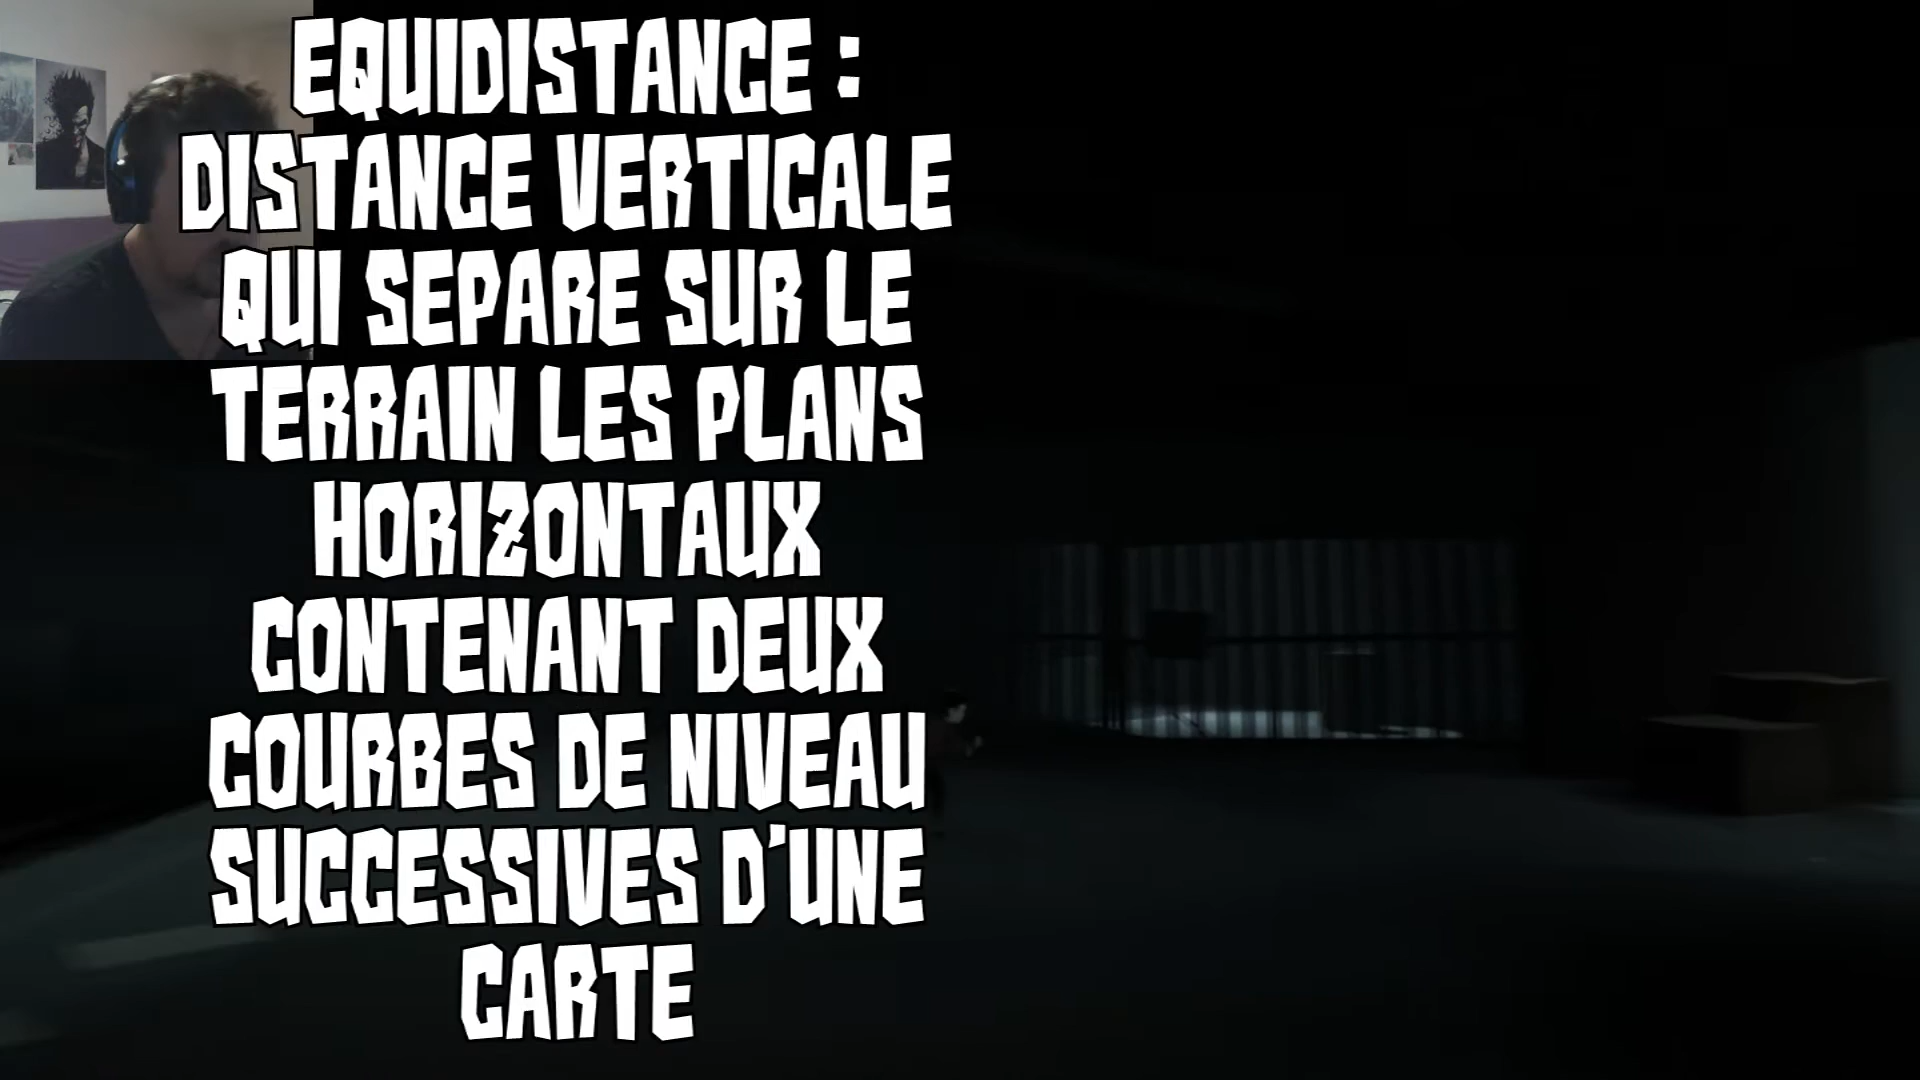 EQUIDISTANCE :
DISTANCE VERTICALE
QUI SEPARE SUR LE
TERRAIN LES PLANS
HORIZONTAUX
CONTENANT DEUX
COURBES DE NIVEAU
SUCCESSIVES D'UNE
CARTE